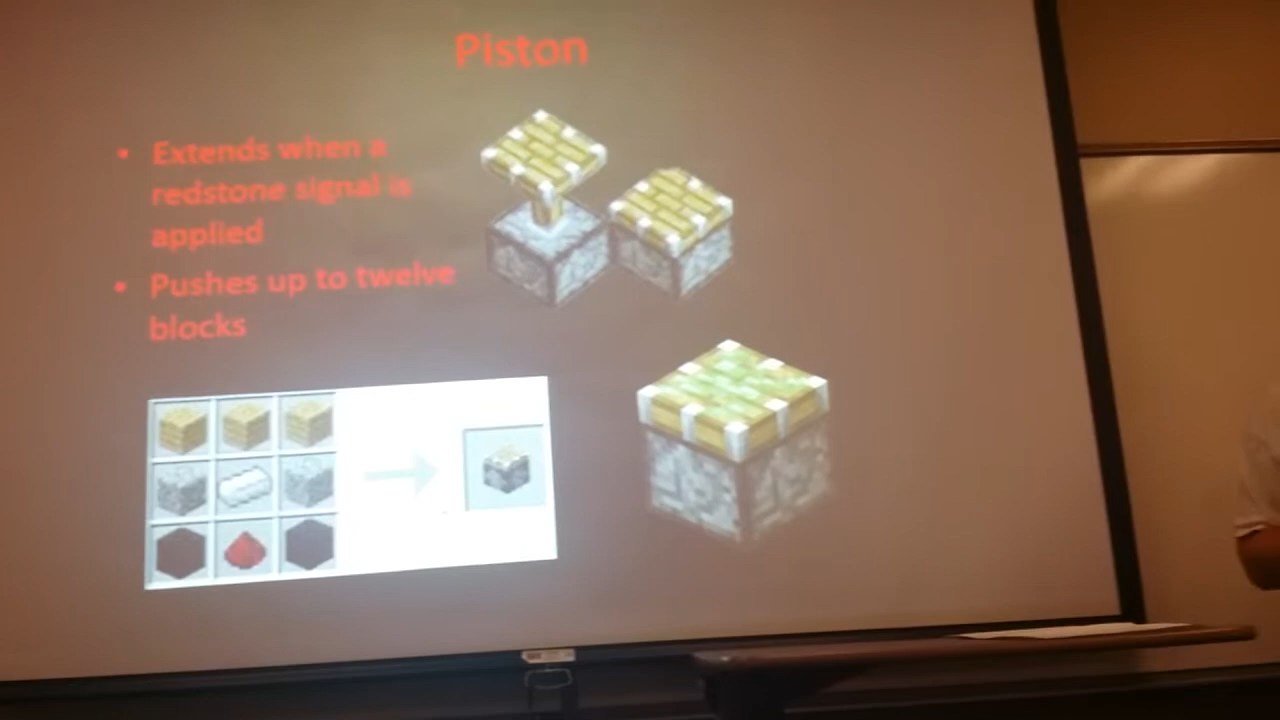 Piston
• Extends when a
redstone signal is
applied
• Pushes up to twelve
blocks